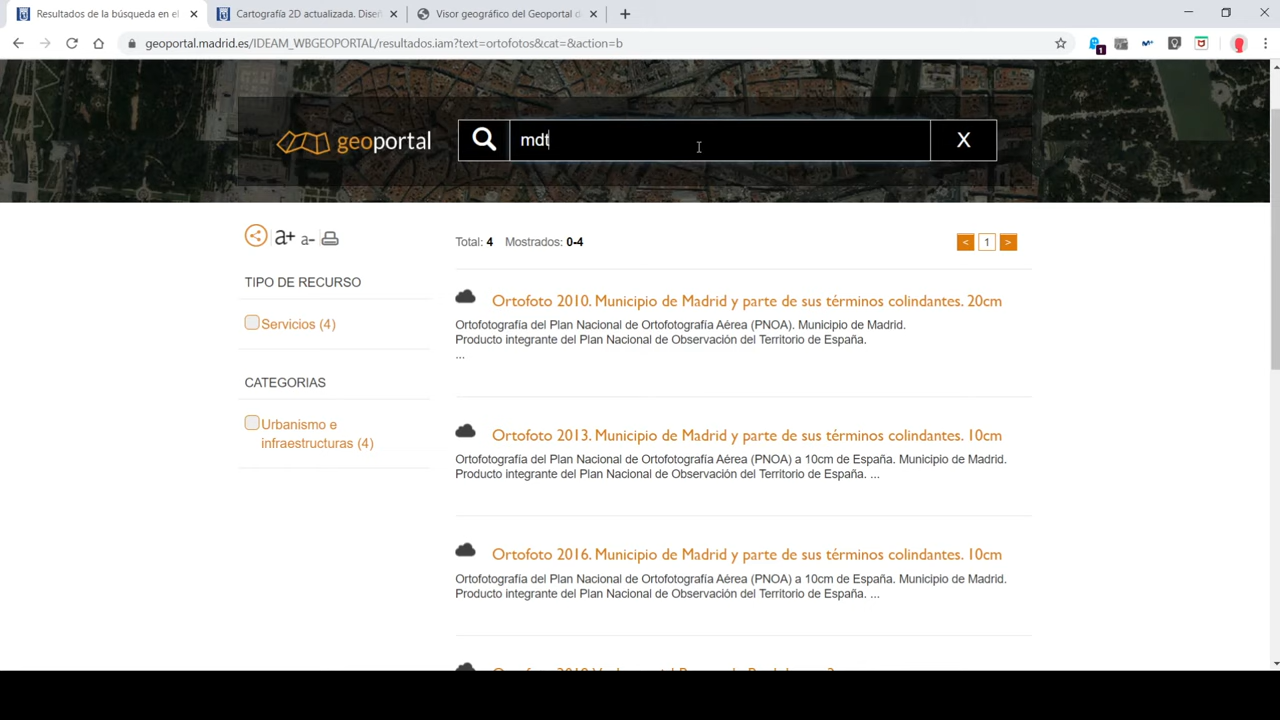 Resultados de la búsqueda en el
Cartografía 2D actualizada. Diseñ
Visor geográfico del Geoportal d
geoportal.madrid.es/IDEAM_WBGEOPORTAL/resultados.iam?text=ortofotos&cat=&action=b
1
geoportal
mdt
X
a+ a-
Total: 4 Mostrados: 0-4
< 1 >
TIPO DE RECURSO
Servicios (4)
CATEGORIAS
Urbanismo e
infraestructuras (4)
Ortofoto 2010. Municipio de Madrid y parte de sus términos colindantes. 20cm
Ortofotografía del Plan Nacional de Ortofotografía Aérea (PNOA). Municipio de Madrid.
Producto integrante del Plan Nacional de Observación del Territorio de España.
...
Ortofoto 2013. Municipio de Madrid y parte de sus términos colindantes. 10cm
Ortofotografía del Plan Nacional de Ortofotografía Aérea (PNOA) a 10cm de España. Municipio de Madrid.
Producto integrante del Plan Nacional de Observación del Territorio de España. ...
Ortofoto 2016. Municipio de Madrid y parte de sus términos colindantes. 10cm
Ortofotografía del Plan Nacional de Ortofotografía Aérea (PNOA) a 10cm de España. Municipio de Madrid.
Producto integrante del Plan Nacional de Observación del Territorio de España. ...